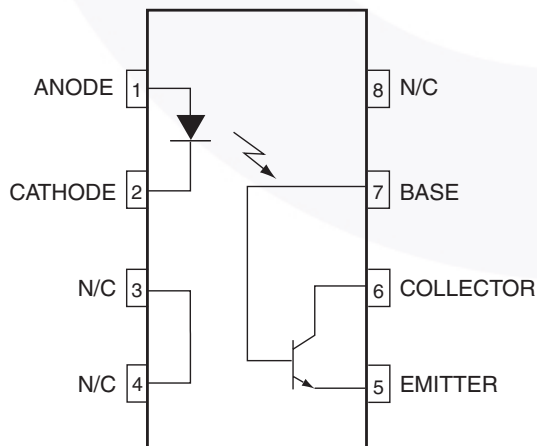 ANODE 1
8 N/C
CATHODE 2
7 BASE
N/C 3
6 COLLECTOR
N/C 4
5 EMITTER